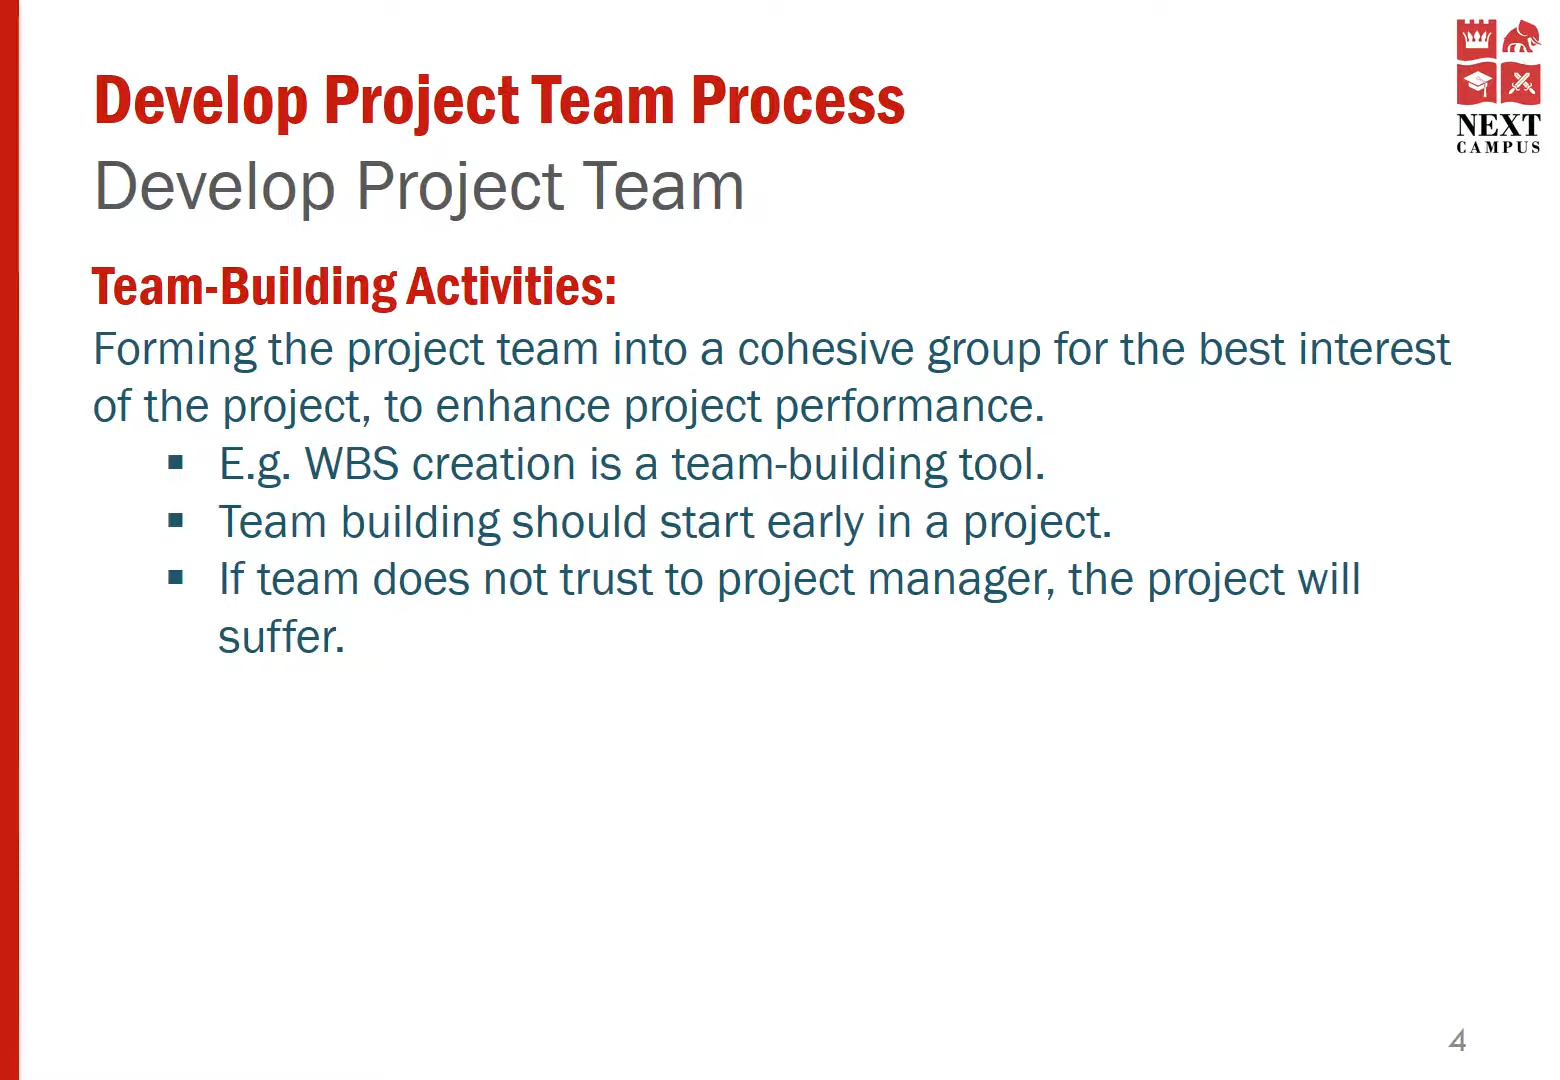 Develop Project Team Process
Develop Project Team
NEXT
CAMPUS
Team-Building Activities:
Forming the project team into a cohesive group for the best interest
of the project, to enhance project performance.
▪ E.g. WBS creation is a team-building tool.
▪ Team building should start early in a project.
▪ If team does not trust to project manager, the project will
suffer.
4